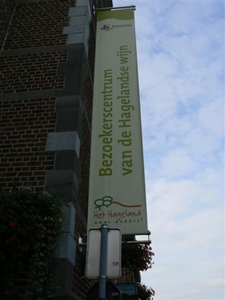 Bezoekerscentrum
van de Hagelandse wijn
Het Hageland